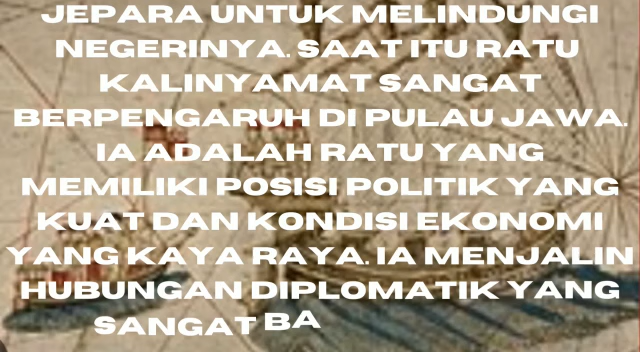 JEPARA UNTUK MELINDUNGI
NEGERINYA. SAAT ITU RATU
KALINYAMAT SANGAT
BERPENGARUH DI PULAU JAWA.
IA ADALAH RATU YANG
MEMILIKI POSISI POLITIK YANG
KUAT DAN KONDISI EKONOMI
YANG KAYA RAYA. IA MENJALIN
HUBUNGAN DIPLOMATIK YANG
SANGAT BA